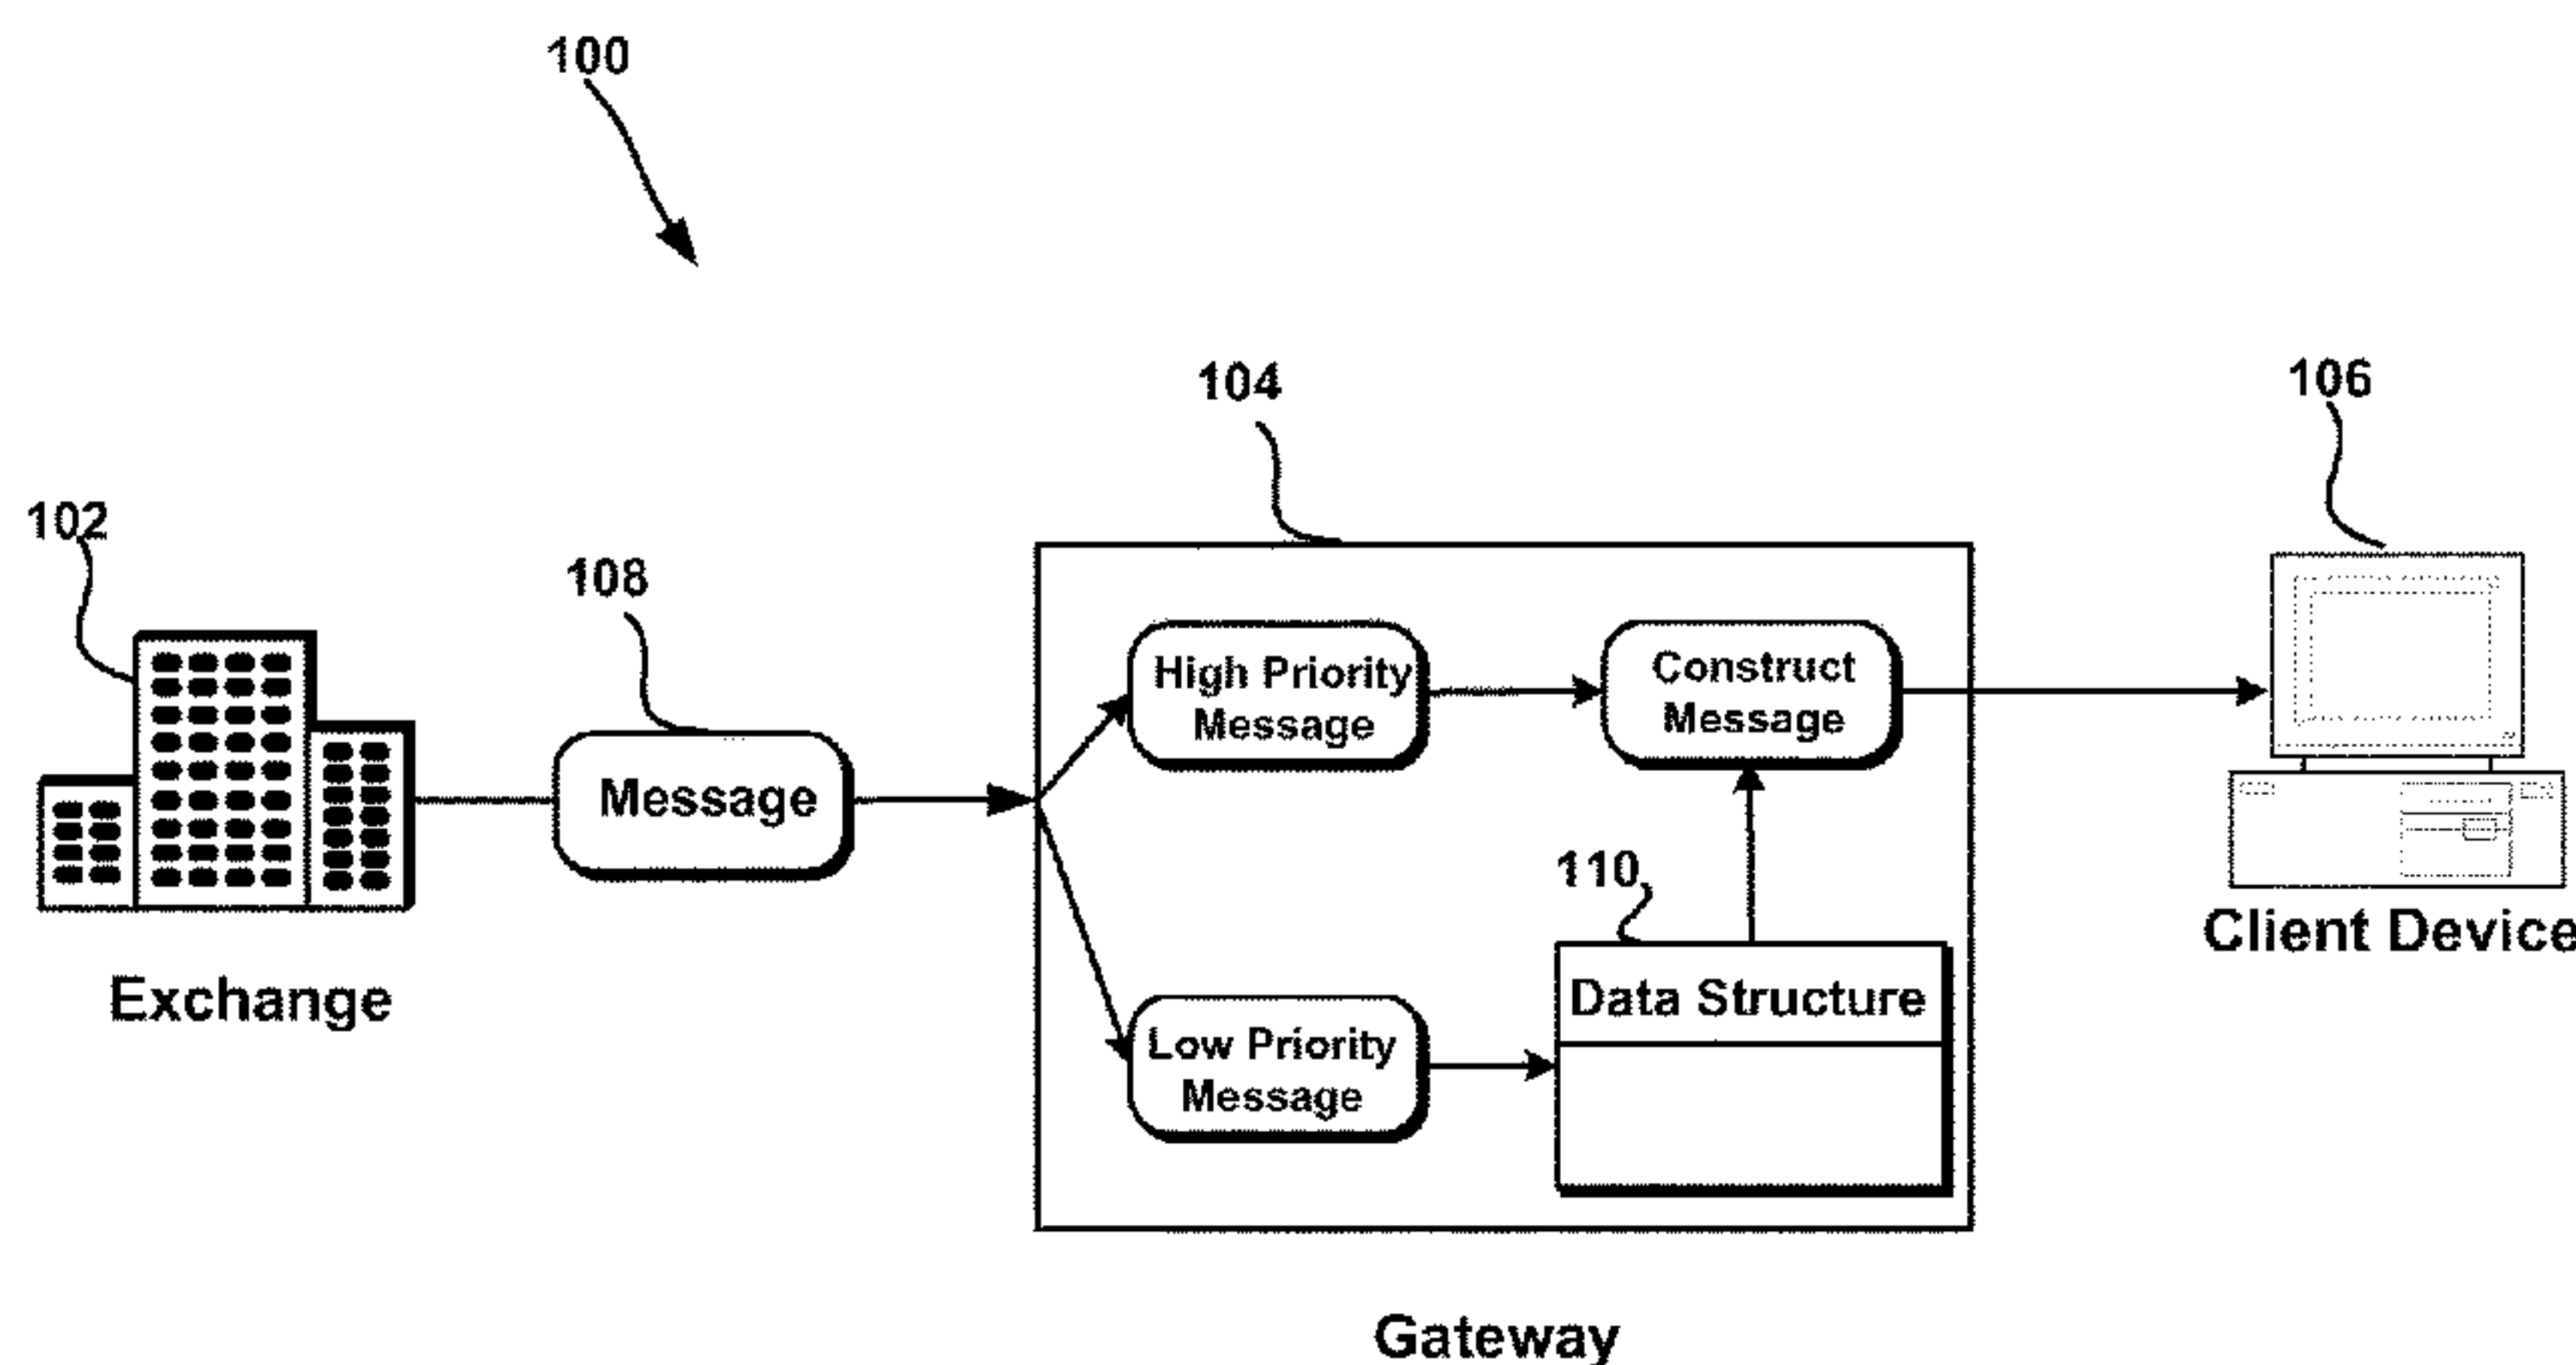 100
104
106
102
108
High Priority
Message
Construct
Message
Message
110
Data Structure
Client Device
Exchange
Low Priority
Message
Gateway